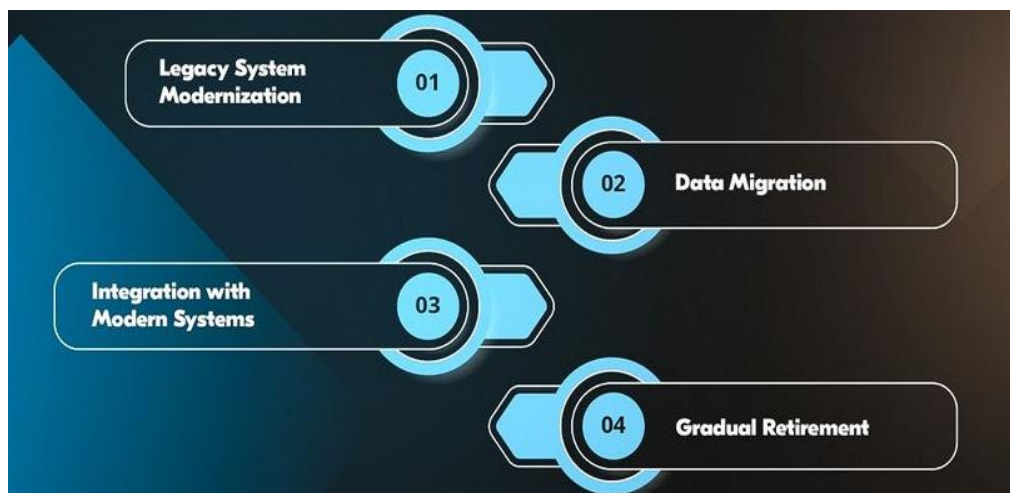 01
Legacy System
Modernization
02
Data Migration
03
Integration with
Modern Systems
04
Gradual Retirement